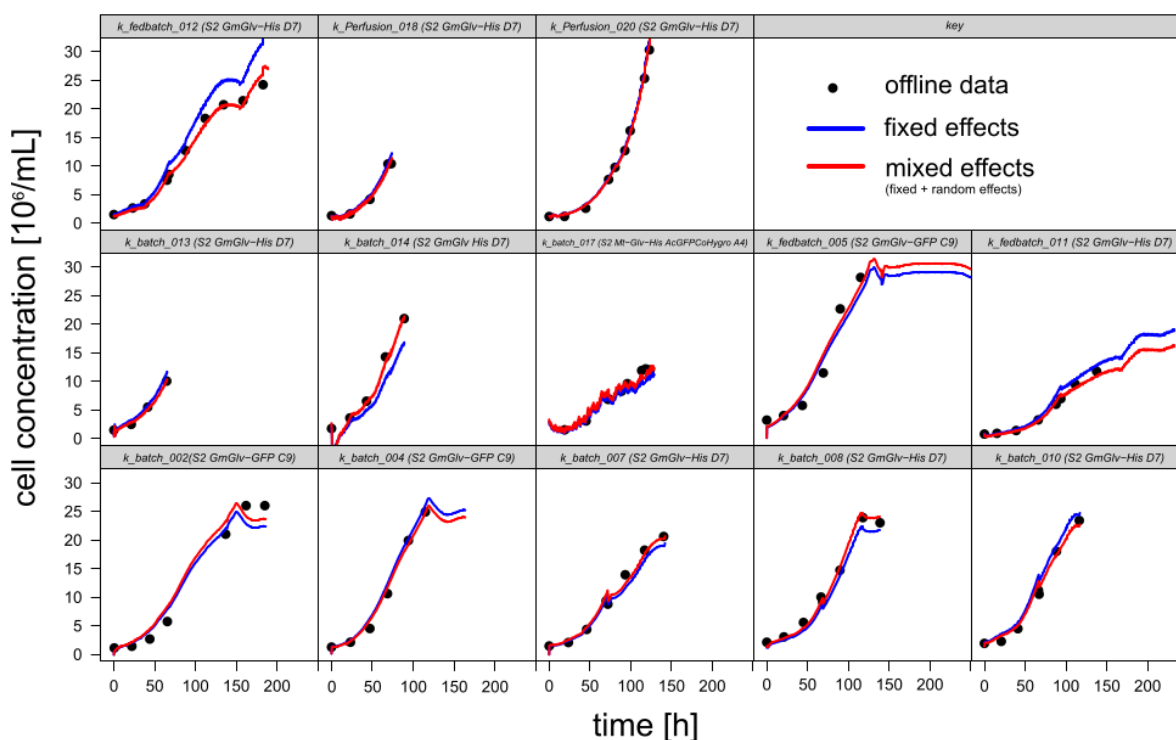 k_fedbatch_012 (S2 GmGlv−His D7)
k_Perfusion_018 (S2 GmGlv−His D7)
k_Perfusion_020 (S2 GmGlv−His D7)
key
30
25
20
15
10
5
0
offline data
fixed effects
mixed effects
(fixed + random effects)
k_batch_013 (S2 GmGlv−His D7)
k_batch_014 (S2 GmGlv His D7)
k_batch_017 (S2 Mt−Glv−His AcGFPCoHygro A4)
k_fedbatch_005 (S2 GmGlv−GFP C9)
k_fedbatch_011 (S2 GmGlv−His D7)
30
25
20
15
10
5
0
k_batch_002(S2 GmGlv−GFP C9)
k_batch_004 (S2 GmGlv−GFP C9)
k_batch_007 (S2 GmGlv−His D7)
k_batch_008 (S2 GmGlv−His D7)
k_batch_010 (S2 GmGlv−His D7)
30
25
20
15
10
5
0
0 50 100 150 200
0 50 100 150 200
0 50 100 150 200
0 50 100 150 200
0 50 100 150 200
cell concentration [10⁶/mL]
time [h]